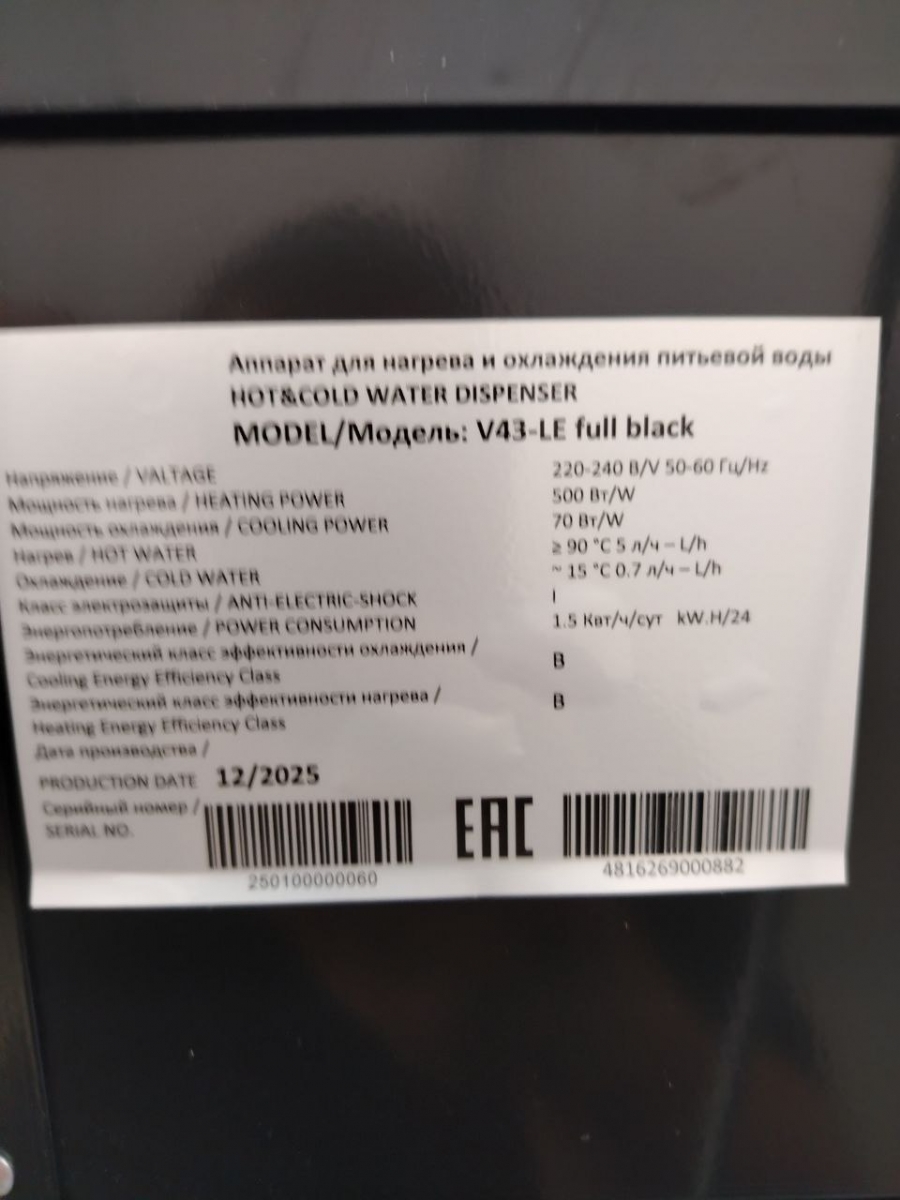 Аппарат для нагрева и охлаждения питьевой воды
HOT&COLD WATER DISPENSER
MODEL/Модель: V43-LE full black
Напряжение / VALTAGE 220-240 В/V 50-60 Гц/Hz
Мощность нагрева / HEATING POWER 500 Вт/W
Мощность охлаждения / COOLING POWER 70 Вт/W
Нагрев / HOT WATER ≥ 90 °C 5 л/ч – L/h
Охлаждение / COLD WATER ~ 15 °C 0.7 л/ч – L/h
Класс электрозащиты / ANTI-ELECTRIC-SHOCK I
Энергопотребление / POWER CONSUMPTION 1.5 Квт/ч/сут kW.H/24
Энергетический класс эффективности охлаждения /
Cooling Energy Efficiency Class B
Энергетический класс эффективности нагрева /
Heating Energy Efficiency Class B
Дата производства /
PRODUCTION DATE 12/2025
Серийный номер /
SERIAL NO.
EAC
250100000060
4816269000882